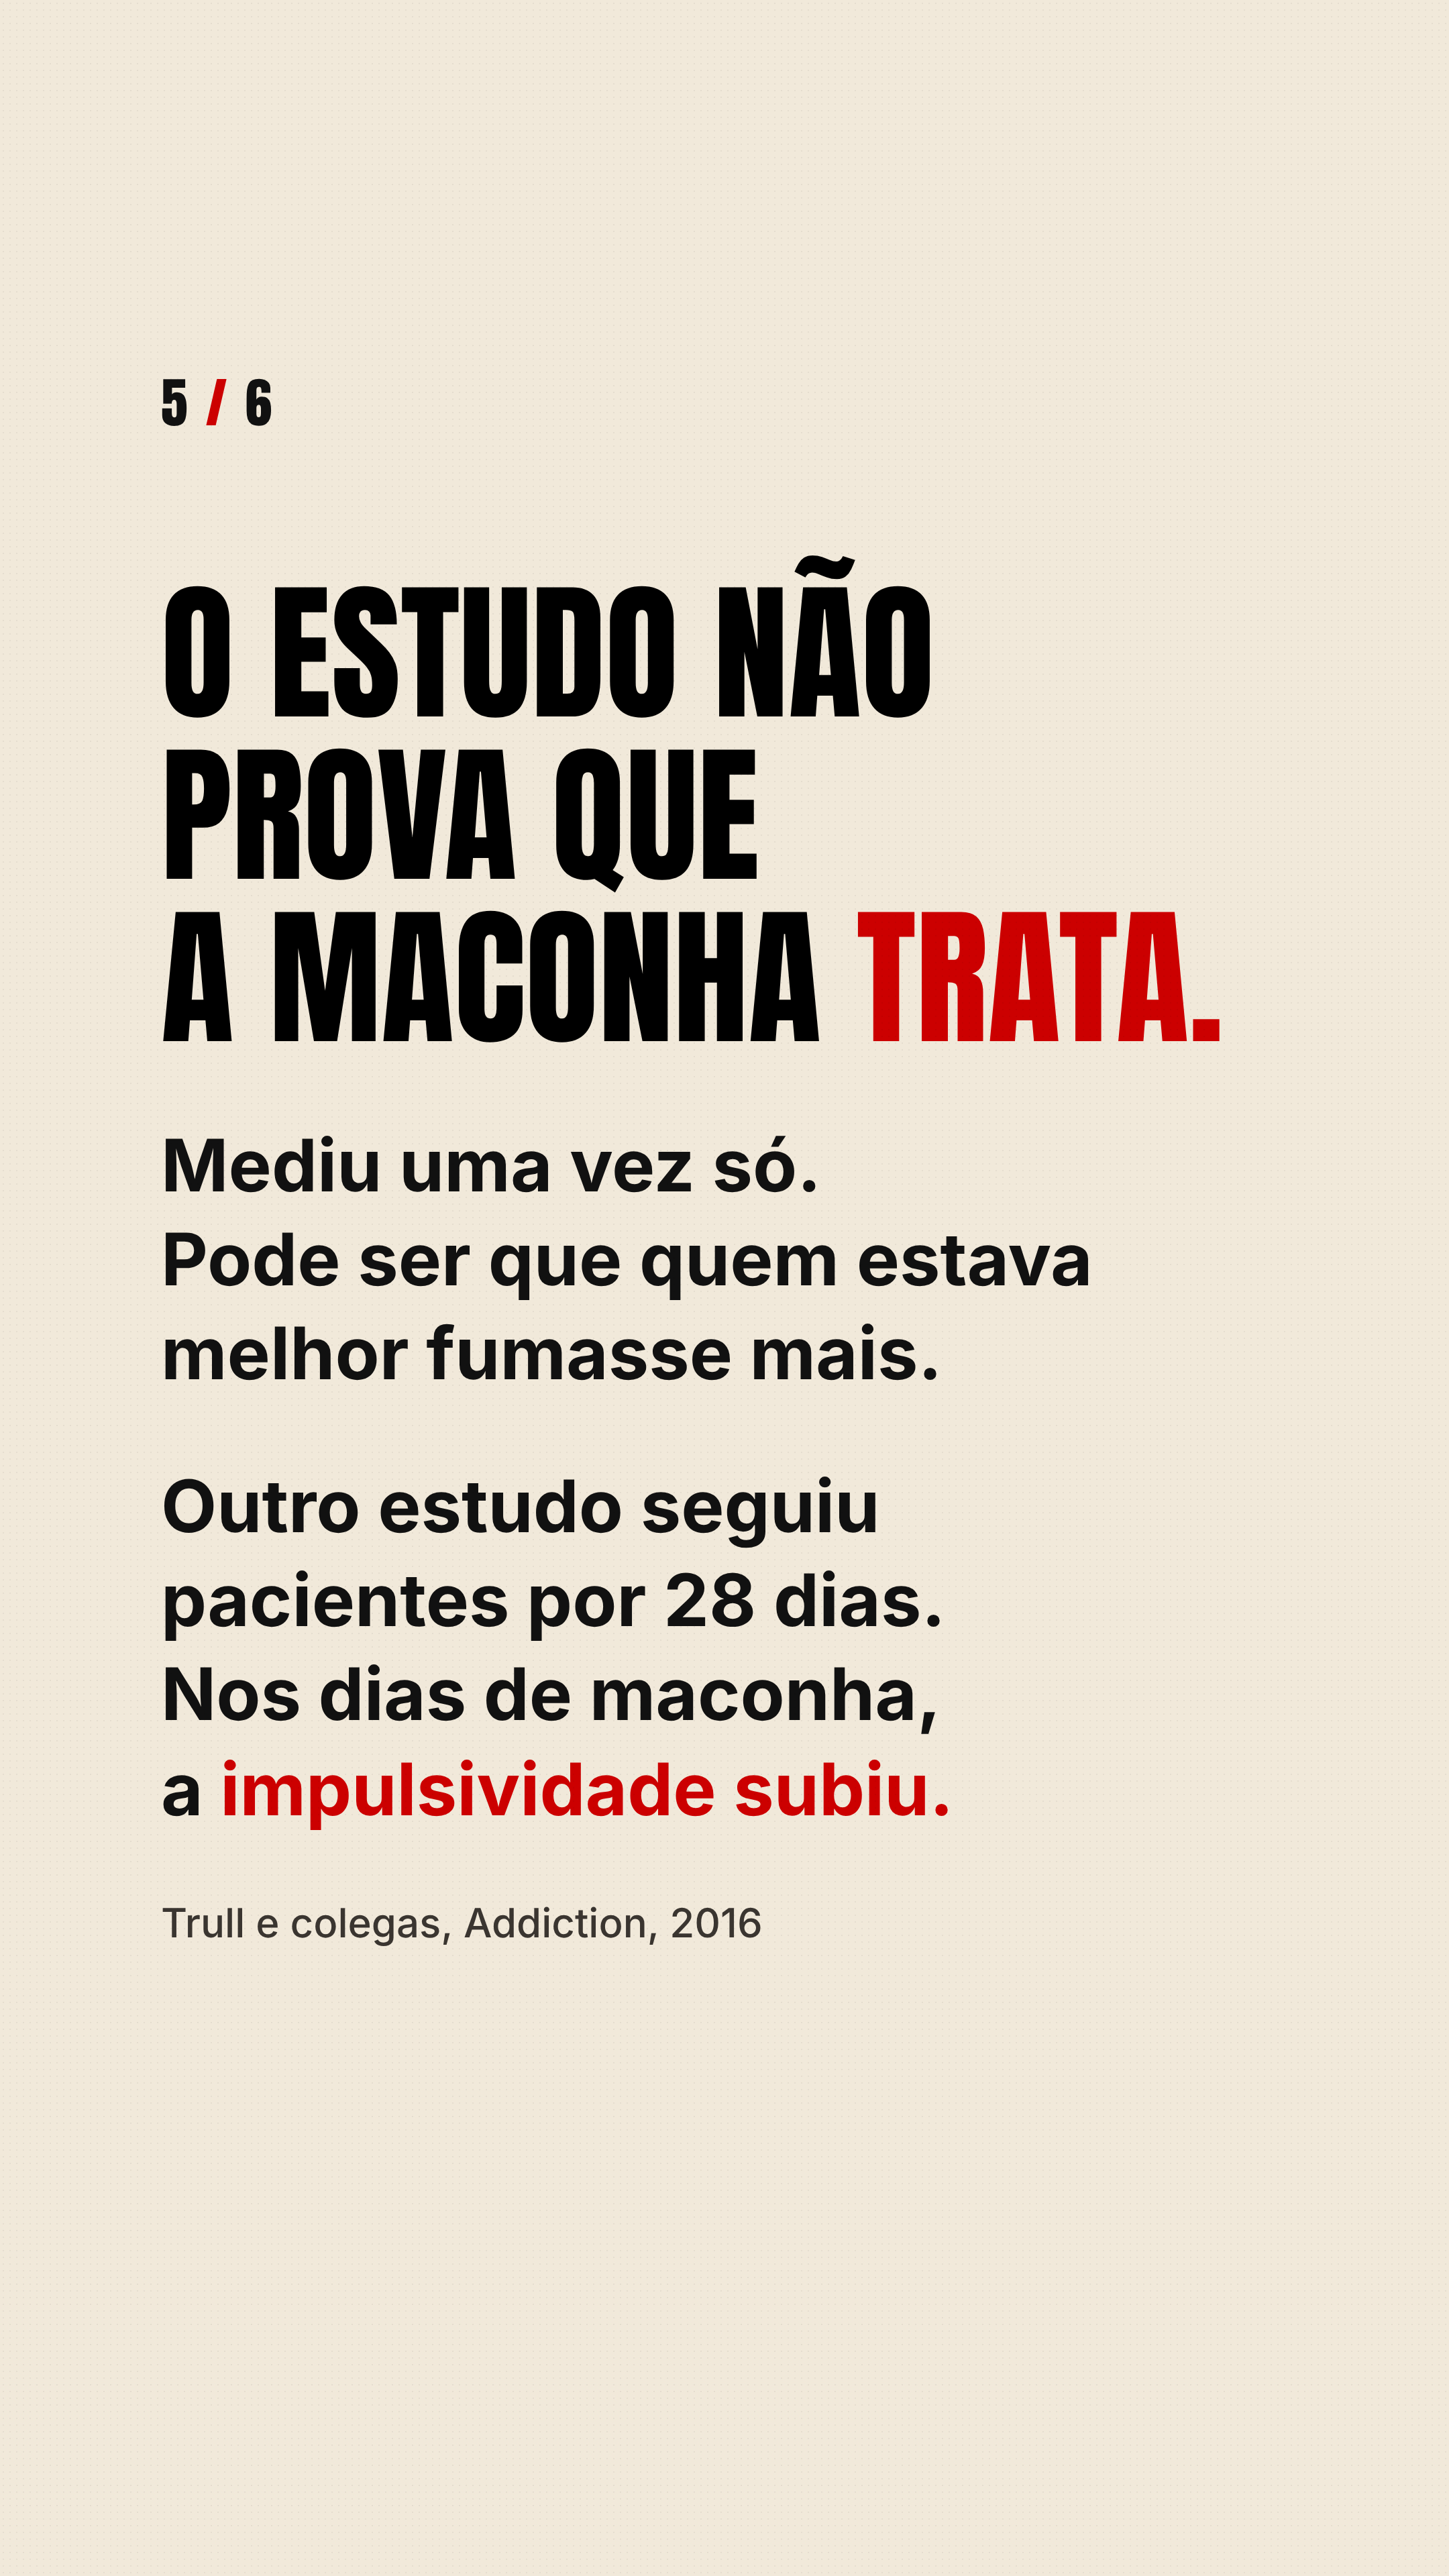 5 / 6
O ESTUDO NÃO
PROVA QUE
A MACONHA TRATA.
Mediu uma vez só.
Pode ser que quem estava
melhor fumasse mais.
Outro estudo seguiu
pacientes por 28 dias.
Nos dias de maconha,
a impulsividade subiu.
Trull e colegas, Addiction, 2016